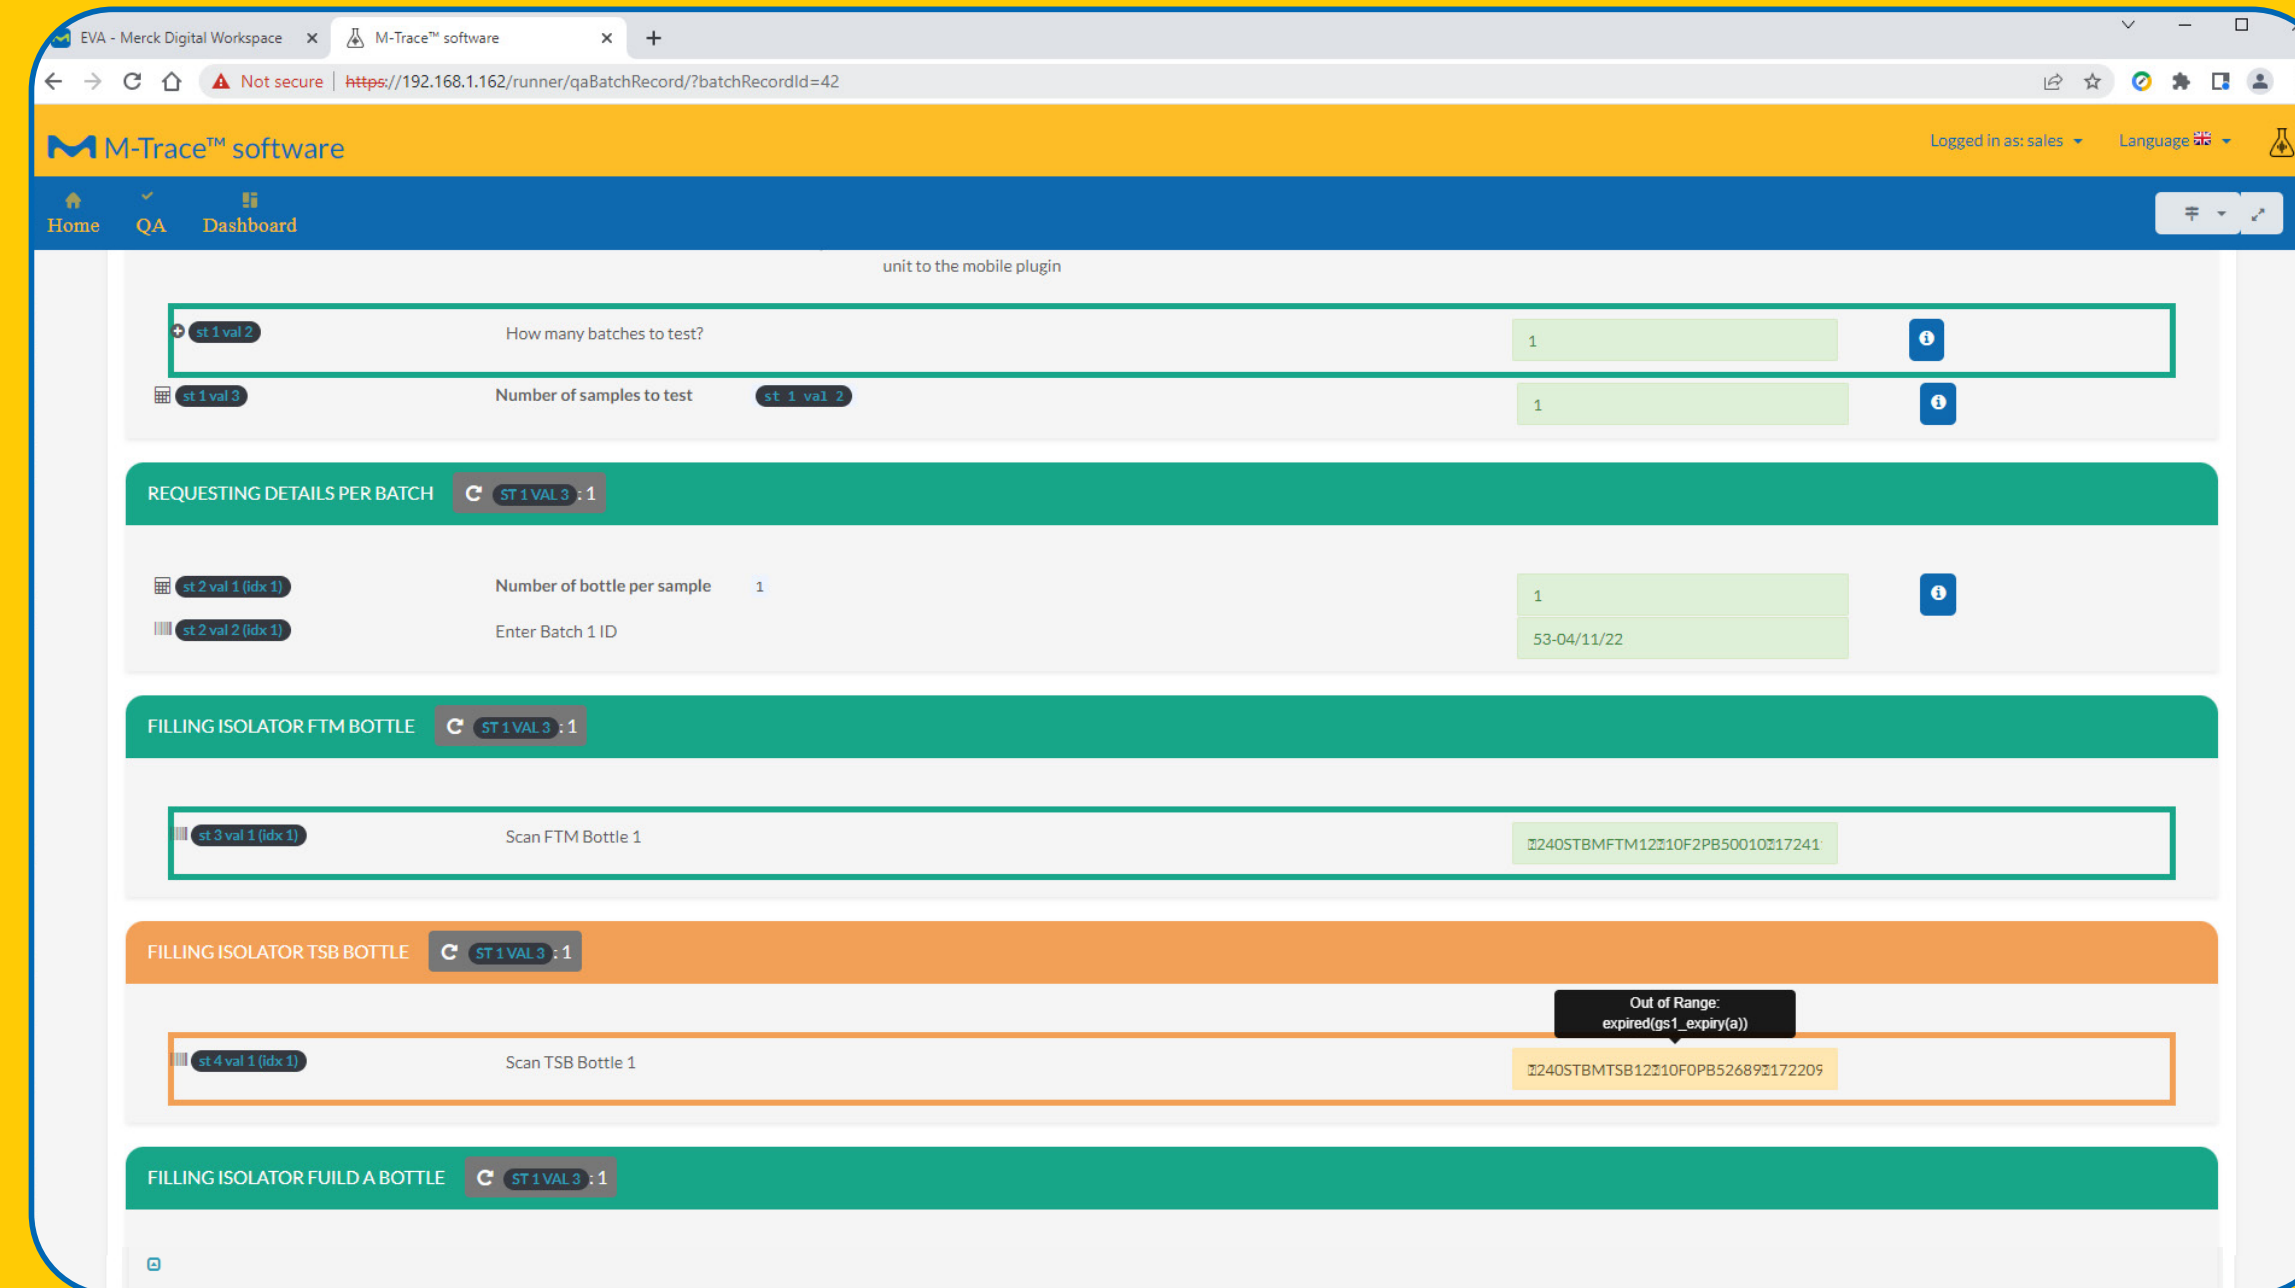 EVA - Merck Digital Workspace
M-Trace™ software
Not secure https://192.168.1.162/runner/qaBatchRecord/?batchRecordId=42
M-Trace™ software
Logged in as: sales Language
Home QA Dashboard
unit to the mobile plugin
st 1 val 2 How many batches to test? 1
st 1 val 3 Number of samples to test st 1 val 2 1
REQUESTING DETAILS PER BATCH ST 1 VAL 3 : 1
st 2 val 1 (idx 1) Number of bottle per sample 1 1
st 2 val 2 (idx 1) Enter Batch 1 ID 53-04/11/22
FILLING ISOLATOR FTM BOTTLE ST 1 VAL 3 : 1
st 3 val 1 (idx 1) Scan FTM Bottle 1 240STBMFTM12 10F2PB50010 17241
FILLING ISOLATOR TSB BOTTLE ST 1 VAL 3 : 1
Out of Range:
expired(gs1_expiry(a))
st 4 val 1 (idx 1) Scan TSB Bottle 1 240STBMTSB12 10F0PB52689 172209
FILLING ISOLATOR FUILD A BOTTLE ST 1 VAL 3 : 1